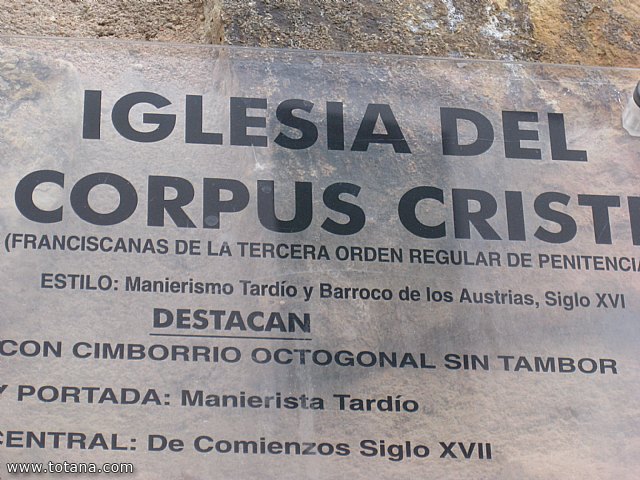 IGLESIA DEL
CORPUS CRISTI
(FRANCISCANAS DE LA TERCERA ORDEN REGULAR DE PENITENCIA
ESTILO: Manierismo Tardío y Barroco de los Austrias, Siglo XVI
DESTACAN
CON CIMBORRIO OCTOGONAL SIN TAMBOR
Y PORTADA: Manierista Tardío
CENTRAL: De Comienzos Siglo XVII
www.totana.com